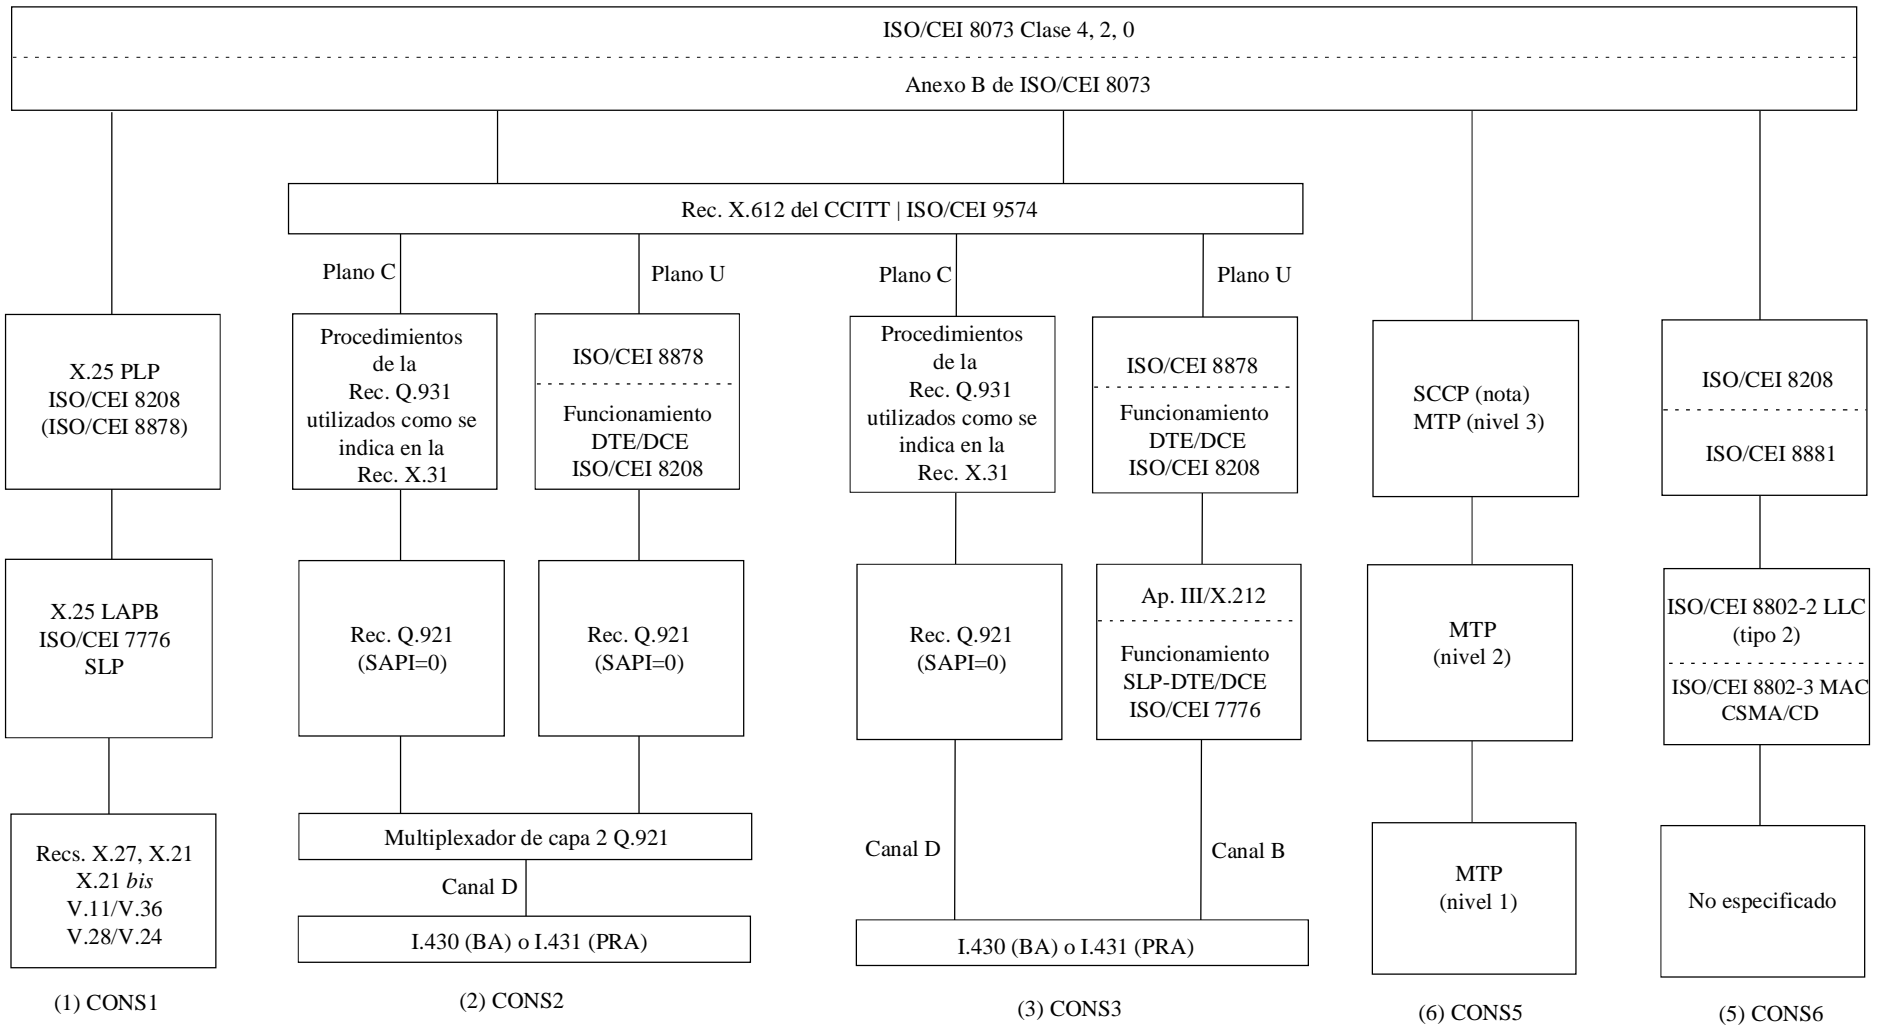 ISO/CEI 8073 Clase 4, 2, 0
Anexo B de ISO/CEI 8073
Rec. X.612 del CCITT | ISO/CEI 9574
Plano C
Plano U
Plano C
Plano U
X.25 PLP
ISO/CEI 8208
(ISO/CEI 8878)
Procedimientos
de la
Rec. Q.931
utilizados como se
indica en la
Rec. X.31
ISO/CEI 8878
Funcionamiento
DTE/DCE
ISO/CEI 8208
Procedimientos
de la
Rec. Q.931
utilizados como se
indica en la
Rec. X.31
ISO/CEI 8878
Funcionamiento
DTE/DCE
ISO/CEI 8208
SCCP (nota)
MTP (nivel 3)
ISO/CEI 8208
ISO/CEI 8881
X.25 LAPB
ISO/CEI 7776
SLP
Rec. Q.921
(SAPI=0)
Rec. Q.921
(SAPI=0)
Rec. Q.921
(SAPI=0)
Ap. III/X.212
Funcionamiento
SLP-DTE/DCE
ISO/CEI 7776
MTP
(nivel 2)
ISO/CEI 8802-2 LLC
(tipo 2)
ISO/CEI 8802-3 MAC
CSMA/CD
Recs. X.27, X.21
X.21 bis
V.11/V.36
V.28/V.24
Multiplexador de capa 2 Q.921
Canal D
I.430 (BA) o I.431 (PRA)
Canal D
Canal B
I.430 (BA) o I.431 (PRA)
MTP
(nivel 1)
No especificado
(1) CONS1
(2) CONS2
(3) CONS3
(6) CONS5
(5) CONS6